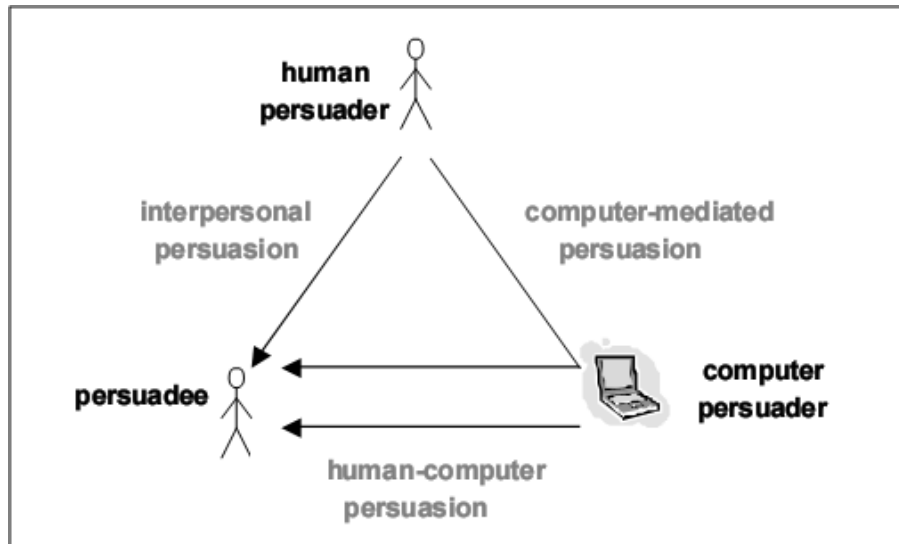 human
persuader
interpersonal
persuasion
computer-mediated
persuasion
persuadee
computer
persuader
human-computer
persuasion